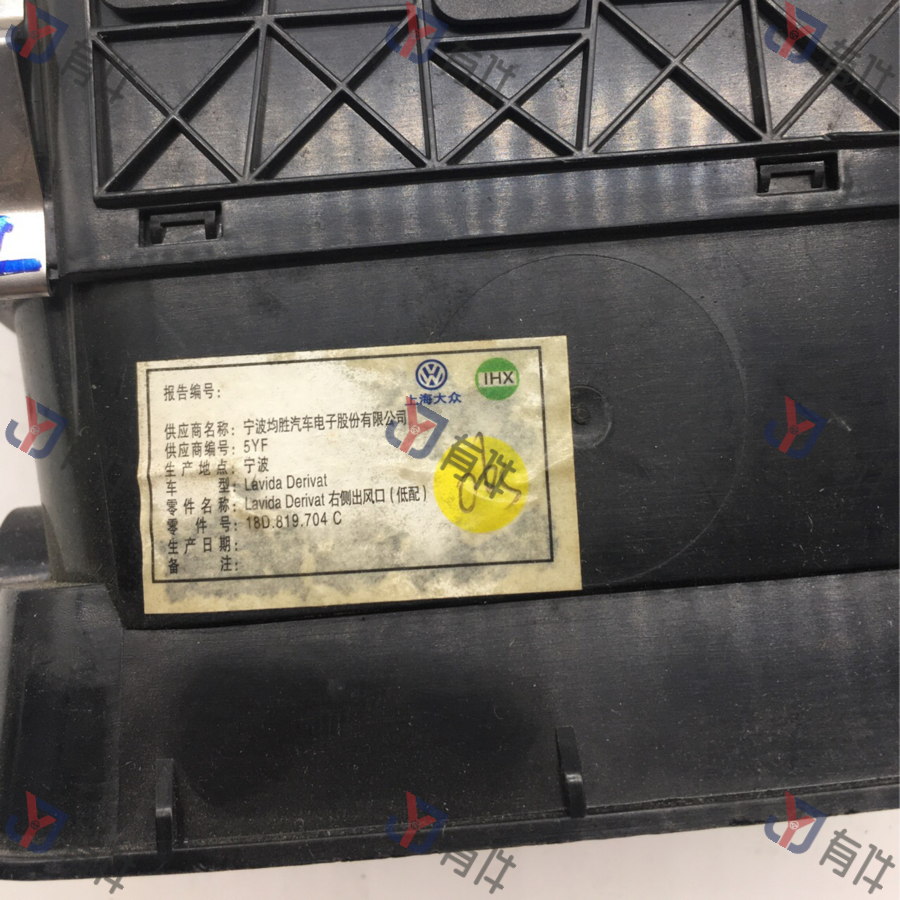 报告编号：
上海大众
1HX
供应商名称：宁波均胜汽车电子股份有限公司
供应商编号：5YF
生产地点：宁波
车 型：Lavida Derivat
零件名称：Lavida Derivat 右侧出风口（低配）
零 件 号：18D.819.704 C
生产日期：
备 注：
有件